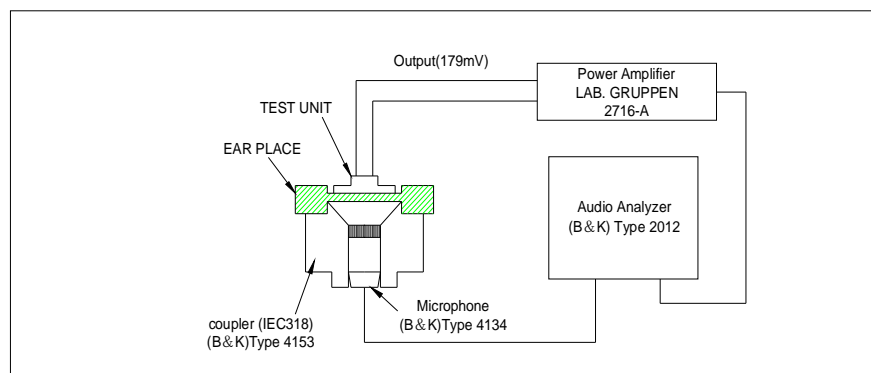 Output(179mV)
Power Amplifier
LAB. GRUPPEN
2716-A
TEST UNIT
EAR PLACE
Audio Analyzer
(B&K) Type 2012
Microphone
(B&K)Type 4134
coupler (IEC318)
(B&K)Type 4153